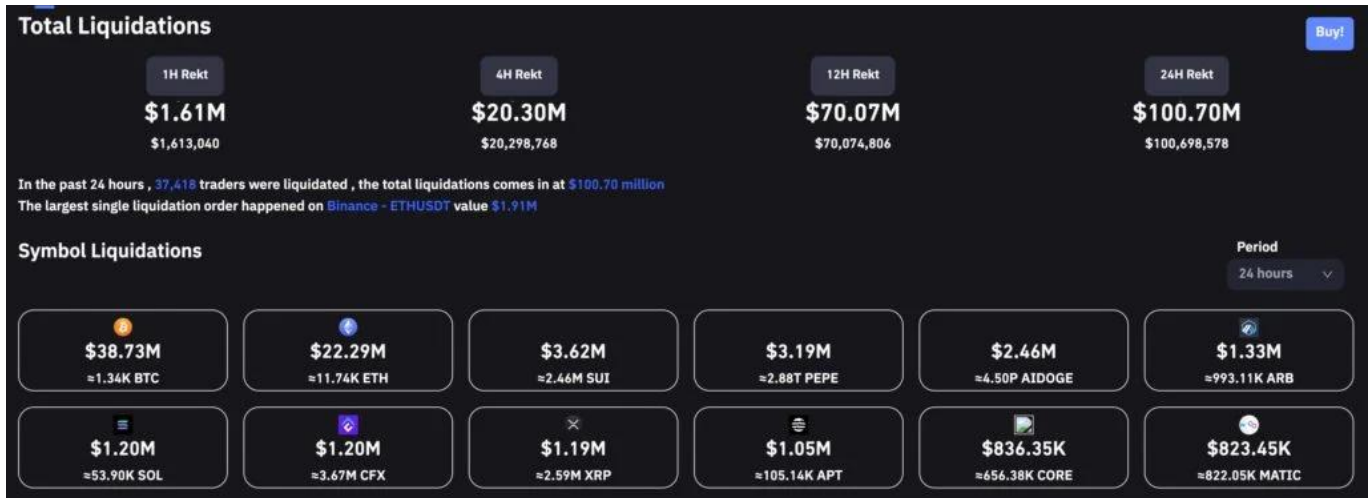 Total Liquidations
Buy!
1H Rekt 4H Rekt 12H Rekt 24H Rekt
$1.61M $20.30M $70.07M $100.70M
$1,613,040 $20,298,768 $70,074,806 $100,698,578
In the past 24 hours , 37,418 traders were liquidated , the total liquidations comes in at $100.70 million
The largest single liquidation order happened on Binance - ETHUSDT value $1.91M
Symbol Liquidations
Period
24 hours
$38.73M $22.29M $3.62M $3.19M $2.46M $1.33M
≈1.34K BTC ≈11.74K ETH ≈2.46M SUI ≈2.88T PEPE ≈4.50P AIDOGE ≈993.11K ARB
$1.20M $1.20M $1.19M $1.05M $836.35K $823.45K
≈53.90K SOL ≈3.67M CFX ≈2.59M XRP ≈105.14K APT ≈656.38K CORE ≈822.05K MATIC